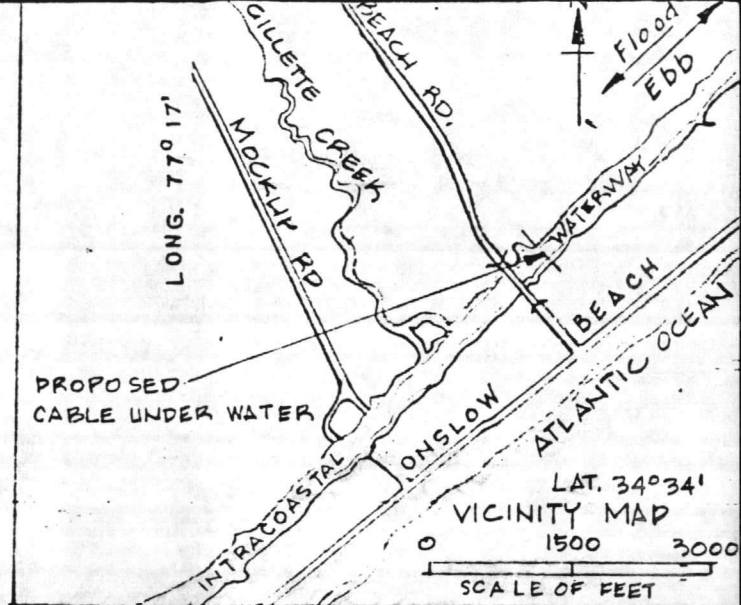 GILLETTE CREEK
BEACH RD.
Flood
Ebb
LONG. 77° 17'
MOCKUP RD
WATERWAY
BEACH
PROPOSED
CABLE UNDER WATER
ONSLOW
ATLANTIC OCEAN
INTRACOASTAL
LAT. 34°34'
VICINITY MAP
0 1500 3000
SCALE OF FEET